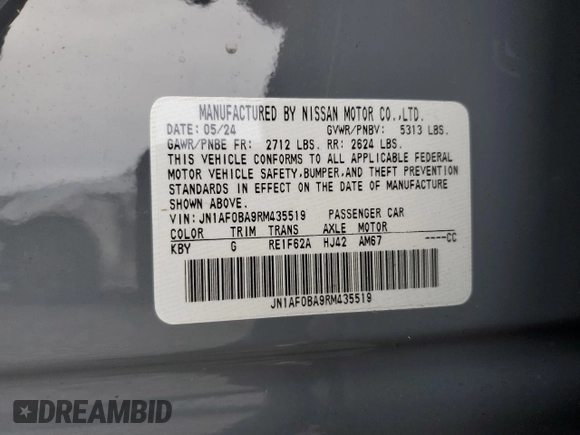 MANUFACTURED BY NISSAN MOTOR CO.,LTD.
DATE: 05/24 GVWR/PNBV: 5313 LBS.
GAWR/PNBE FR: 2712 LBS. RR: 2624 LBS.
THIS VEHICLE CONFORMS TO ALL APPLICABLE FEDERAL
MOTOR VEHICLE SAFETY,BUMPER,AND THEFT PREVENTION
STANDARDS IN EFFECT ON THE DATE OF MANUFACTURE
SHOWN ABOVE.
VIN: JN1AF0BA9RM435519 PASSENGER CAR
COLOR TRIM TRANS AXLE MOTOR
KBY G RE1F62A HJ42 AM67 ----CC
JN1AF0BA9RM435519
DREAMBID